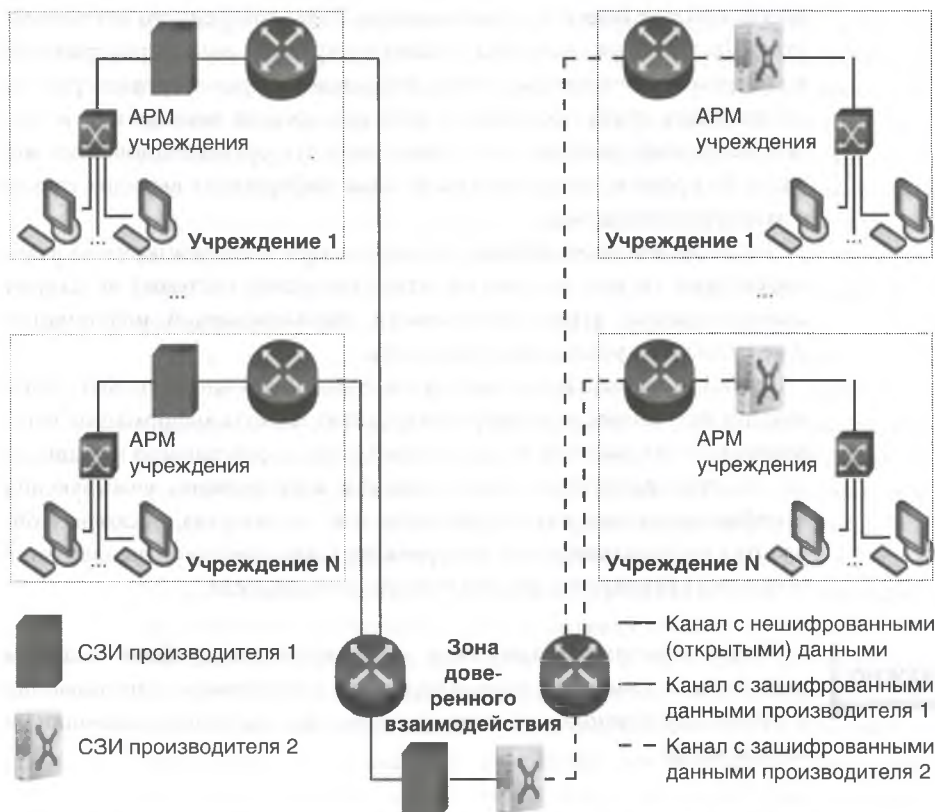 АРМ
учреждения
...
Учреждение 1
АРМ
учреждения
...
Учреждение 1
...
...
АРМ
учреждения
...
Учреждение N
АРМ
учреждения
...
Учреждение N
СЗИ производителя 1
СЗИ производителя 2
Зона
дове-
ренного
взаимодействия
Канал с нешифрованными
(открытыми) данными
Канал с зашифрованными
данными производителя 1
Канал с зашифрованными
данными производителя 2